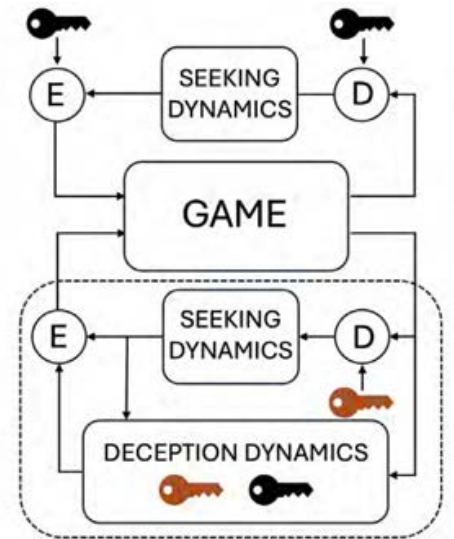 E
SEEKING
DYNAMICS
D
GAME
E
SEEKING
DYNAMICS
D
DECEPTION DYNAMICS